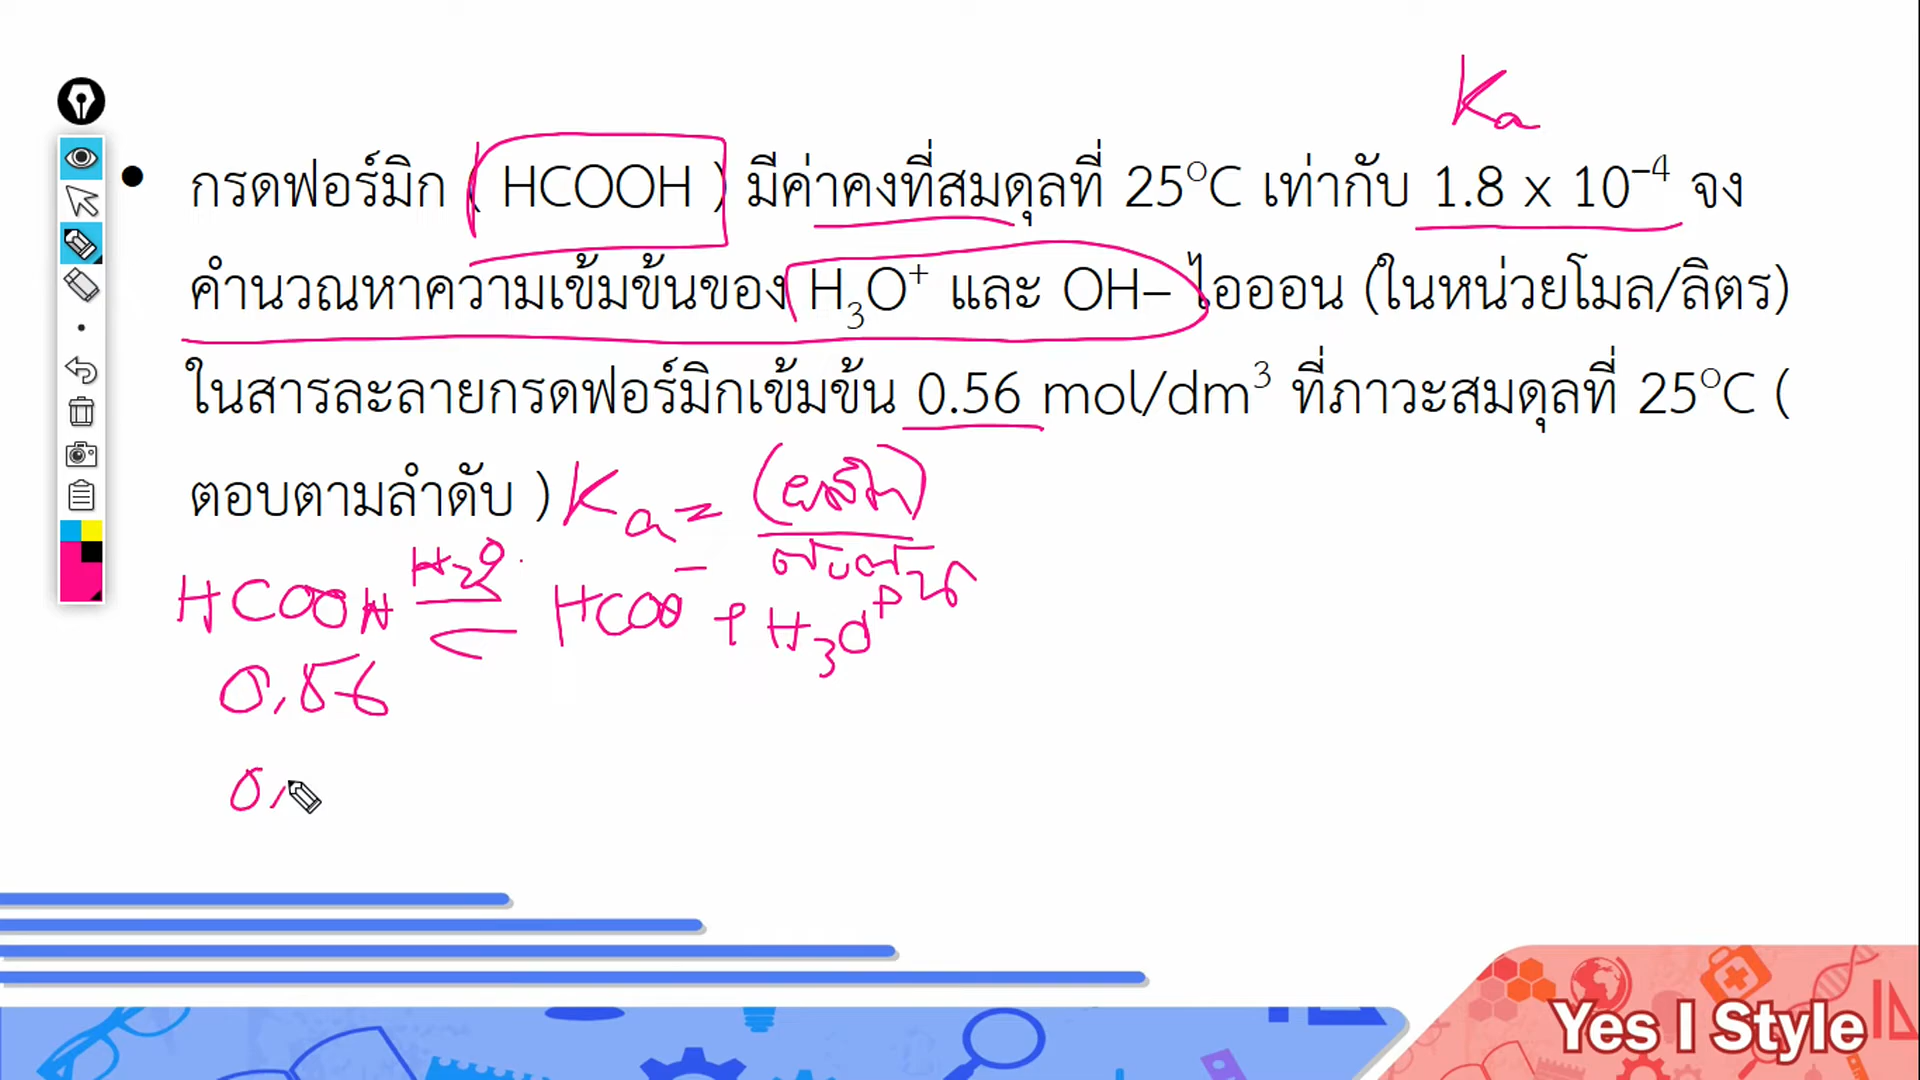 Ka
• กรดฟอร์มิก ( HCOOH ) มีค่าคงที่สมดุลที่ 25°C เท่ากับ 1.8 x 10⁻⁴ จง
คำนวณหาความเข้มข้นของ H₃O⁺ และ OH– ไอออน (ในหน่วยโมล/ลิตร)
ในสารละลายกรดฟอร์มิกเข้มข้น 0.56 mol/dm³ ที่ภาวะสมดุลที่ 25°C (
ตอบตามลำดับ ) Ka =
HCOOH H₂O HCOO⁻ + H₃O⁺
0.56
0.
Yes I Style